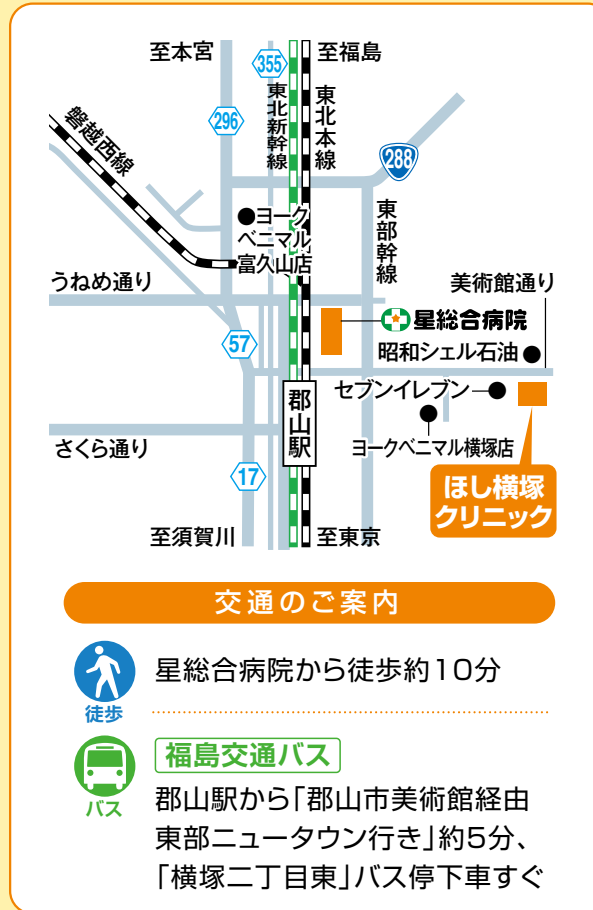 至本宮
355
至福島
東北新幹線
東北本線
296
磐越西線
288
●ヨーク
ベニマル
富久山店
東部幹線
うねめ通り
美術館通り
星総合病院
昭和シェル石油●
57
セブンイレブン
郡山駅
さくら通り
ヨークベニマル横塚店
17
ほし横塚
クリニック
至須賀川
至東京
交通のご案内
徒歩
星総合病院から徒歩約10分
バス
福島交通バス
郡山駅から「郡山市美術館経由
東部ニュータウン行き」約5分、
「横塚二丁目東」バス停下車すぐ